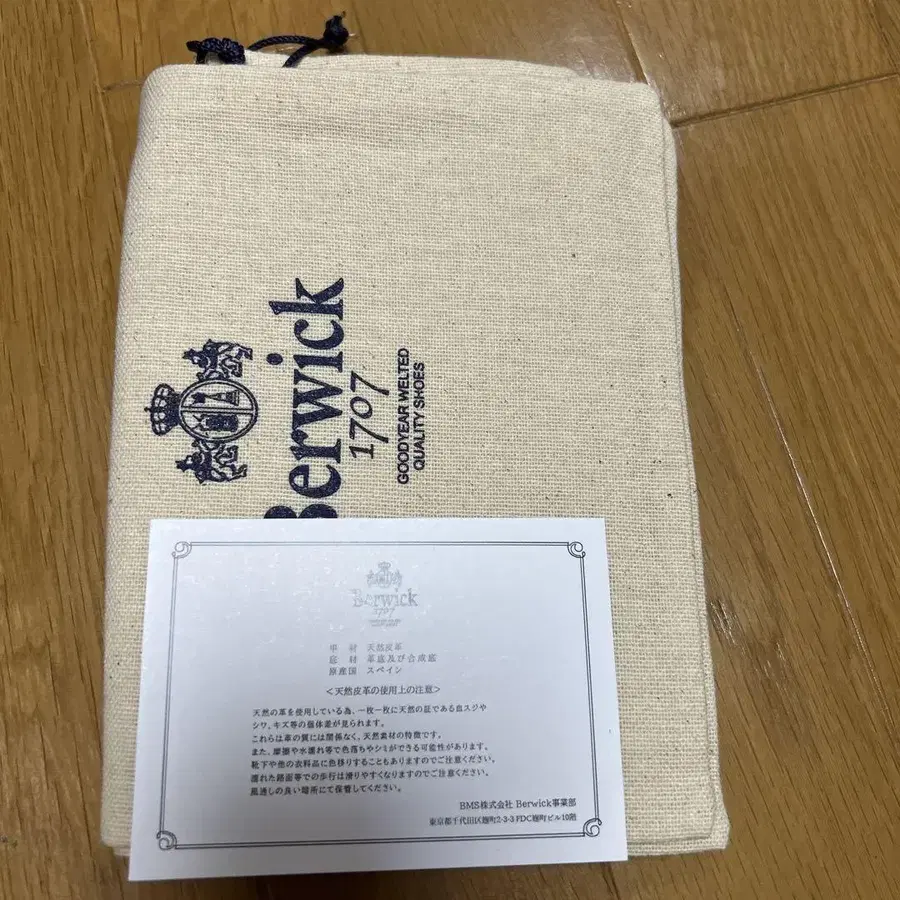 Berwick
1707
GOODYEAR WELTED
QUALITY SHOES
Berwick
1707
甲 材 天然皮革
底 材 革底及び合成底
原産国 スペイン
<天然皮革の使用上の注意>
天然の革を使用している為、一枚一枚に天然の証である血スジや
シワ、キズ等の個体差が見られます。
これらは革の質には関係なく、天然素材の特徴です。
また、摩擦や水濡れ等で色落ちやシミができる可能性があります。
靴下や他の衣料品に色移りすることもありますのでご注意ください。
濡れた路面等での歩行は滑りやすくなりますのでご注意ください。
風通しの良い場所にて保管してください。
BMS株式会社 Berwick事業部
東京都千代田区麹町2-3-3 FDC麹町ビル10階